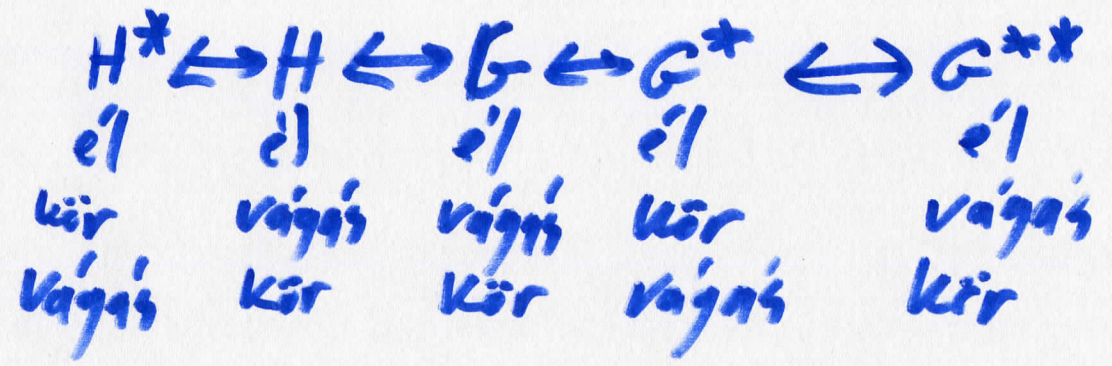 H* ↔ H ⟷ G ↔ G* ⟺ G**
él él él él él
kör vágás vágás kör vágás
vágás kör kör vágás kör